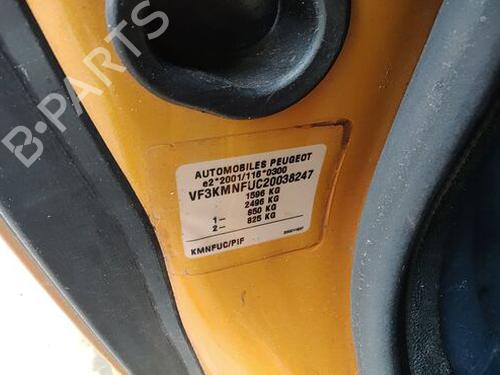 B-PARTS
AUTOMOBILES PEUGEOT
e2*2001/116*0300
VF3KMNFUC20038247
1596 KG
2496 KG
1- 850 KG
2- 825 KG
KMNFUC/PIF